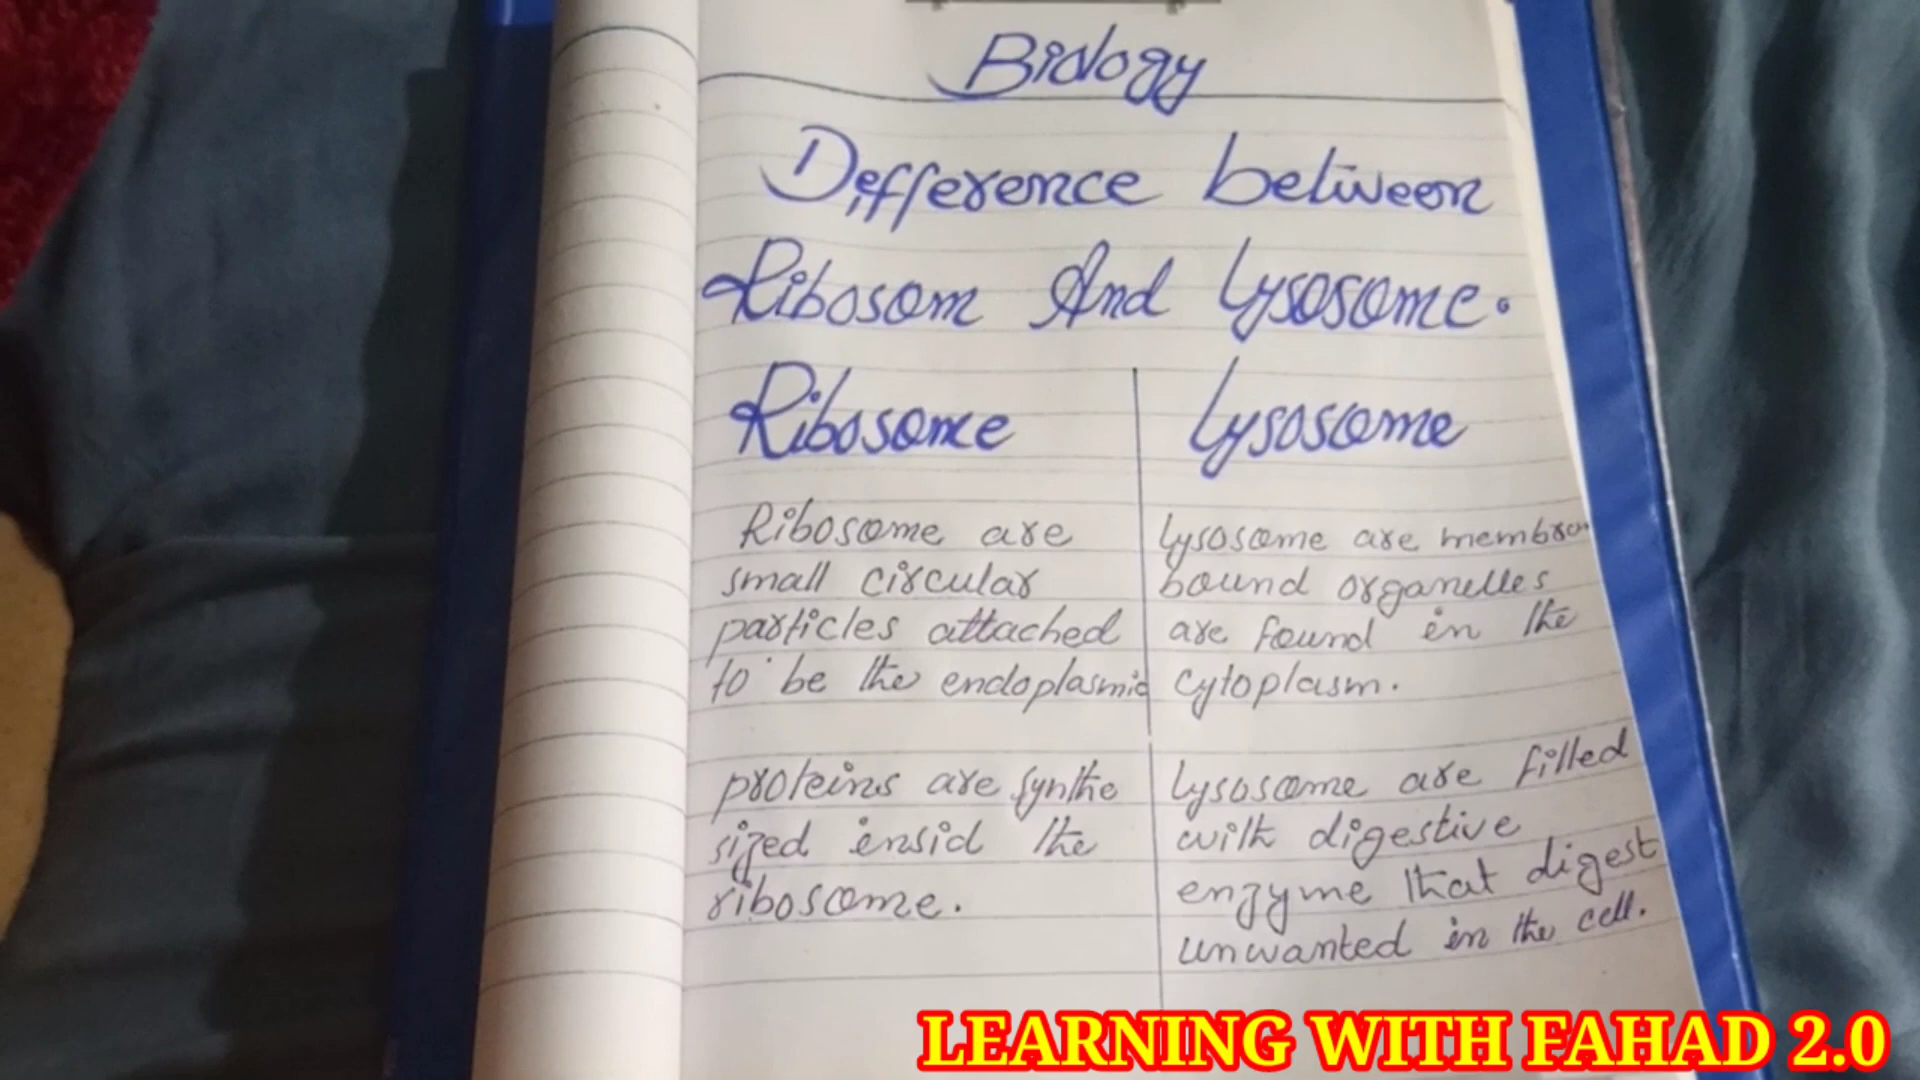 Biology
Difference between
Ribosom And Lysosome.
Ribosome
Lysosome
Ribosome are
small circular
particles attached
to be the endoplasmic
Lysosome are membran
bound organelles
are found in the
cytoplasm.
proteins are synthe
sized insid the
ribosome.
Lysosome are filled
with digestive
enzyme that digest
unwanted in the cell.
LEARNING WITH FAHAD 2.0